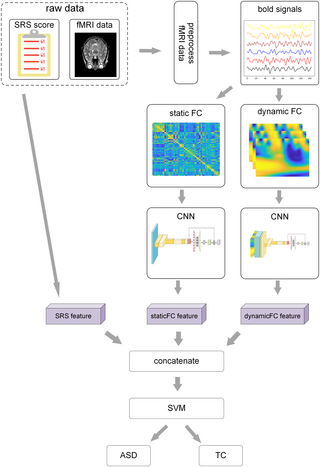 raw data
SRS score
fMRI data
preprocess
fMRI data
bold signals
static FC
dynamic FC
CNN
CNN
SRS feature
staticFC feature
dynamicFC feature
concatenate
SVM
ASD
TC